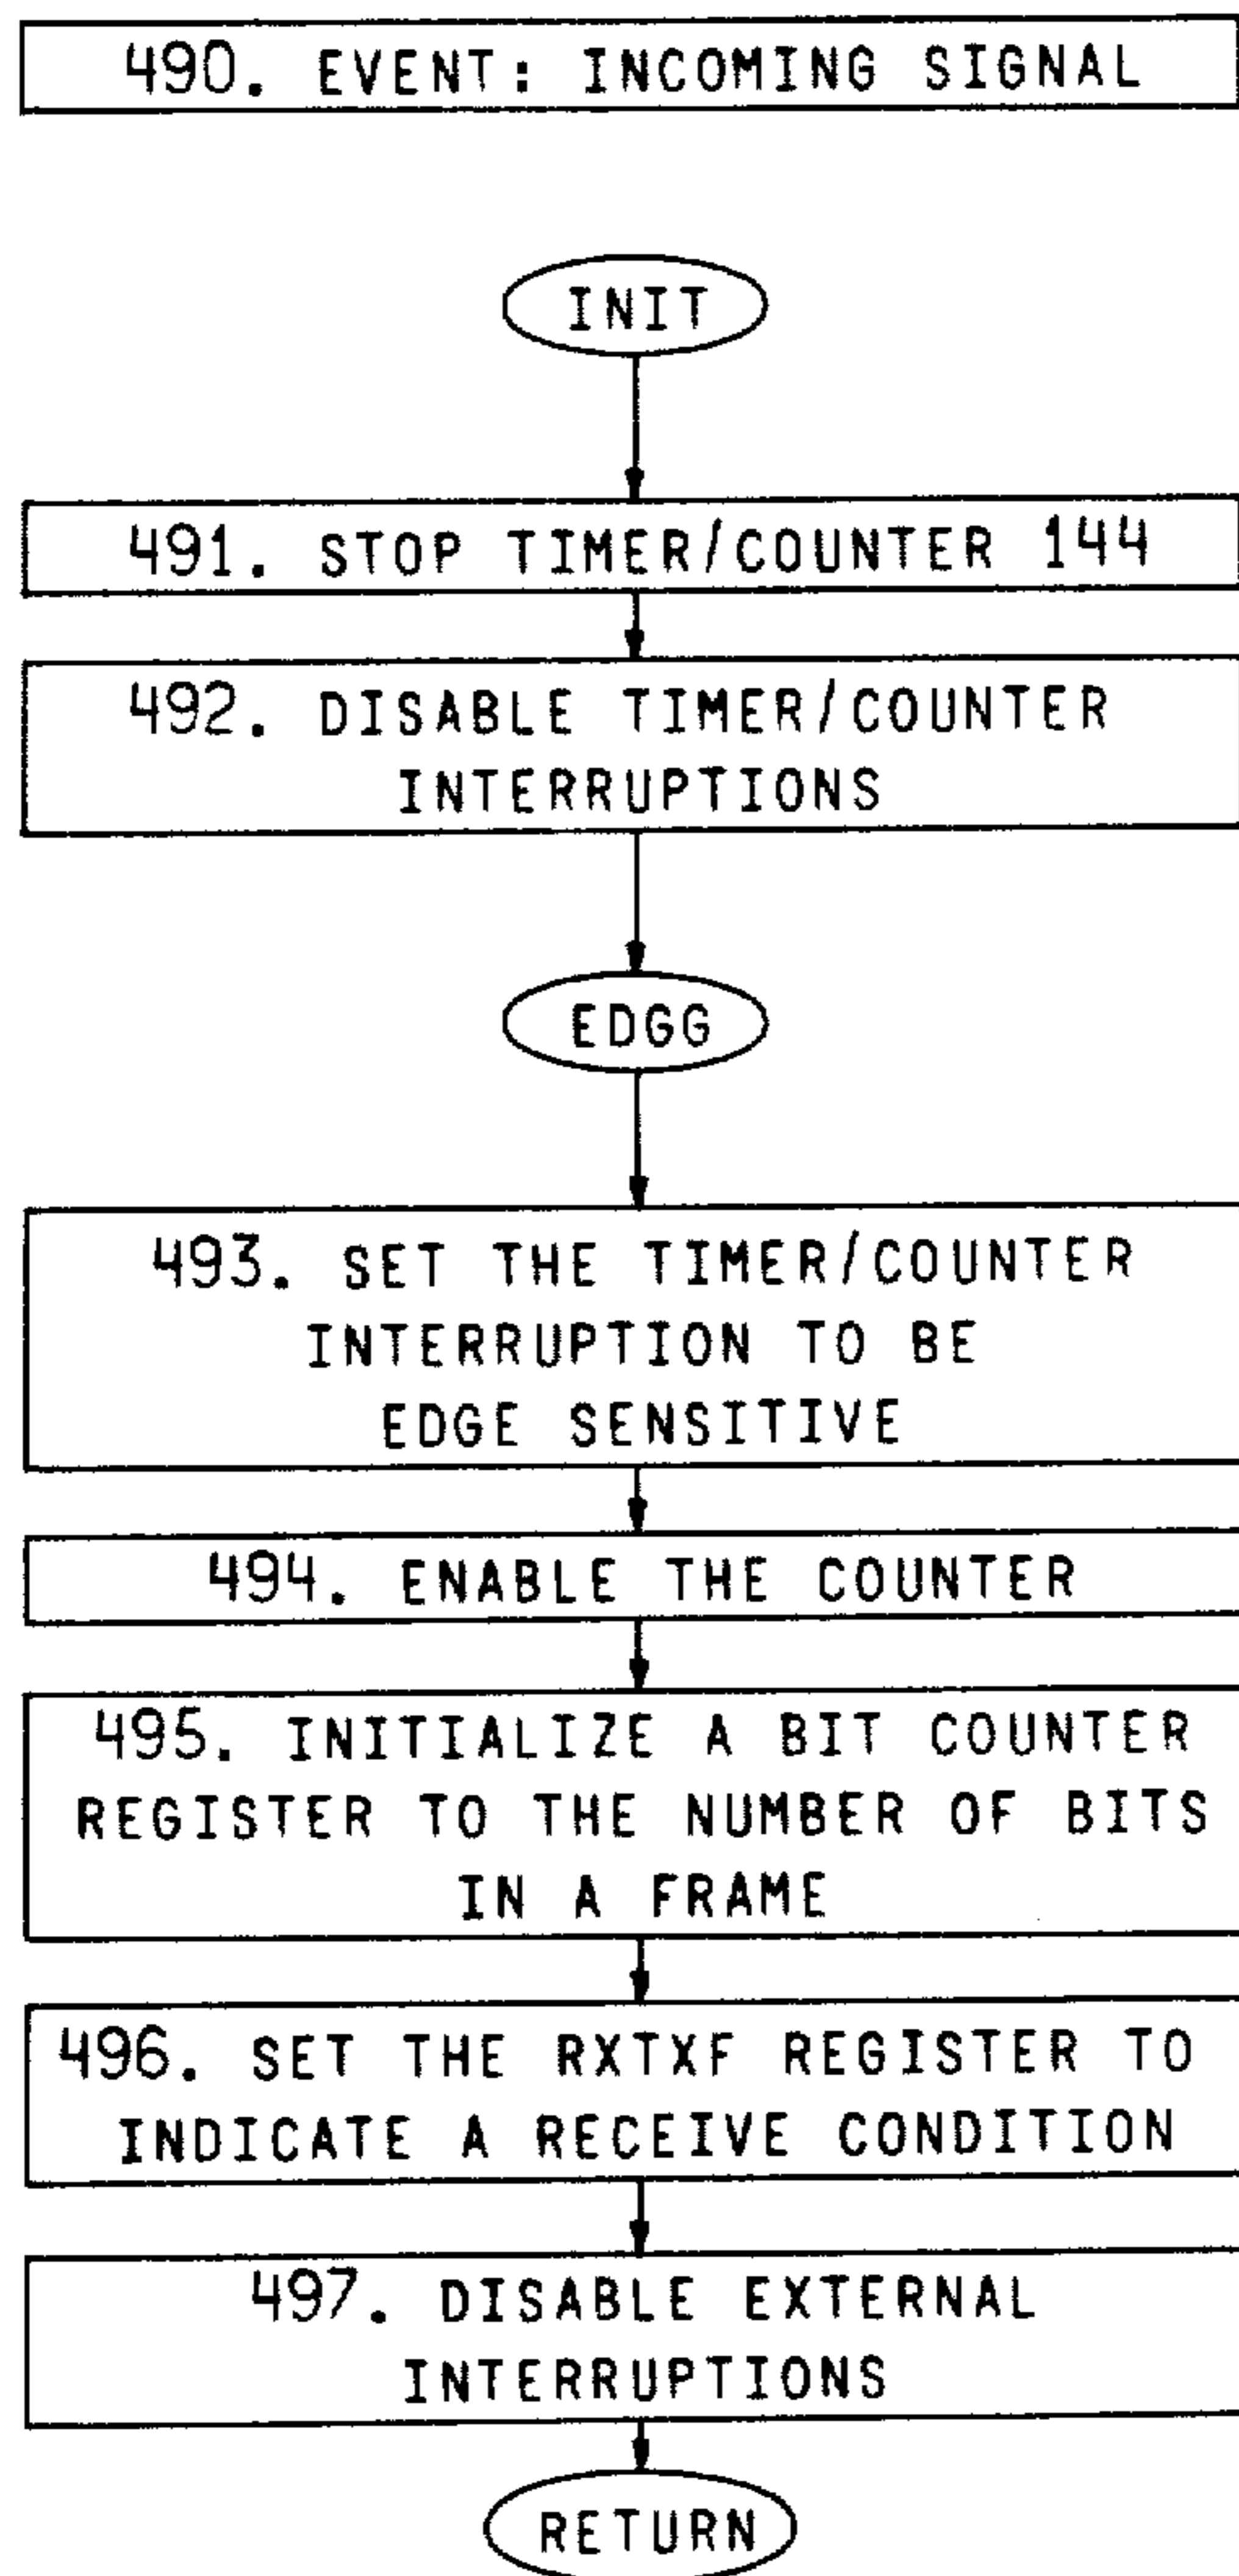 490. EVENT: INCOMING SIGNAL
INIT
491. STOP TIMER/COUNTER 144
492. DISABLE TIMER/COUNTER
INTERRUPTIONS
EDGG
493. SET THE TIMER/COUNTER
INTERRUPTION TO BE
EDGE SENSITIVE
494. ENABLE THE COUNTER
495. INITIALIZE A BIT COUNTER
REGISTER TO THE NUMBER OF BITS
IN A FRAME
496. SET THE RXTXF REGISTER TO
INDICATE A RECEIVE CONDITION
497. DISABLE EXTERNAL
INTERRUPTIONS
RETURN